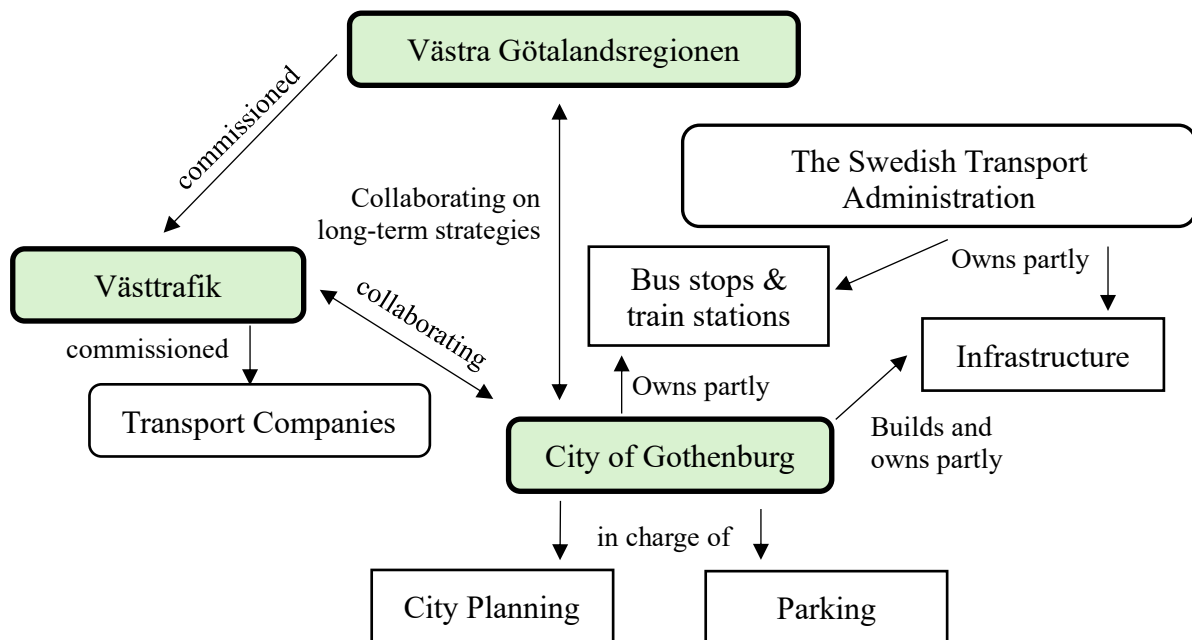 Västra Götalandsregionen
commissioned
The Swedish Transport
Administration
Collaborating on
long-term strategies
Västtrafik
collaborating
Bus stops &
train stations
Owns partly
Infrastructure
commissioned
Transport Companies
Owns partly
City of Gothenburg
Builds and
owns partly
in charge of
City Planning
Parking